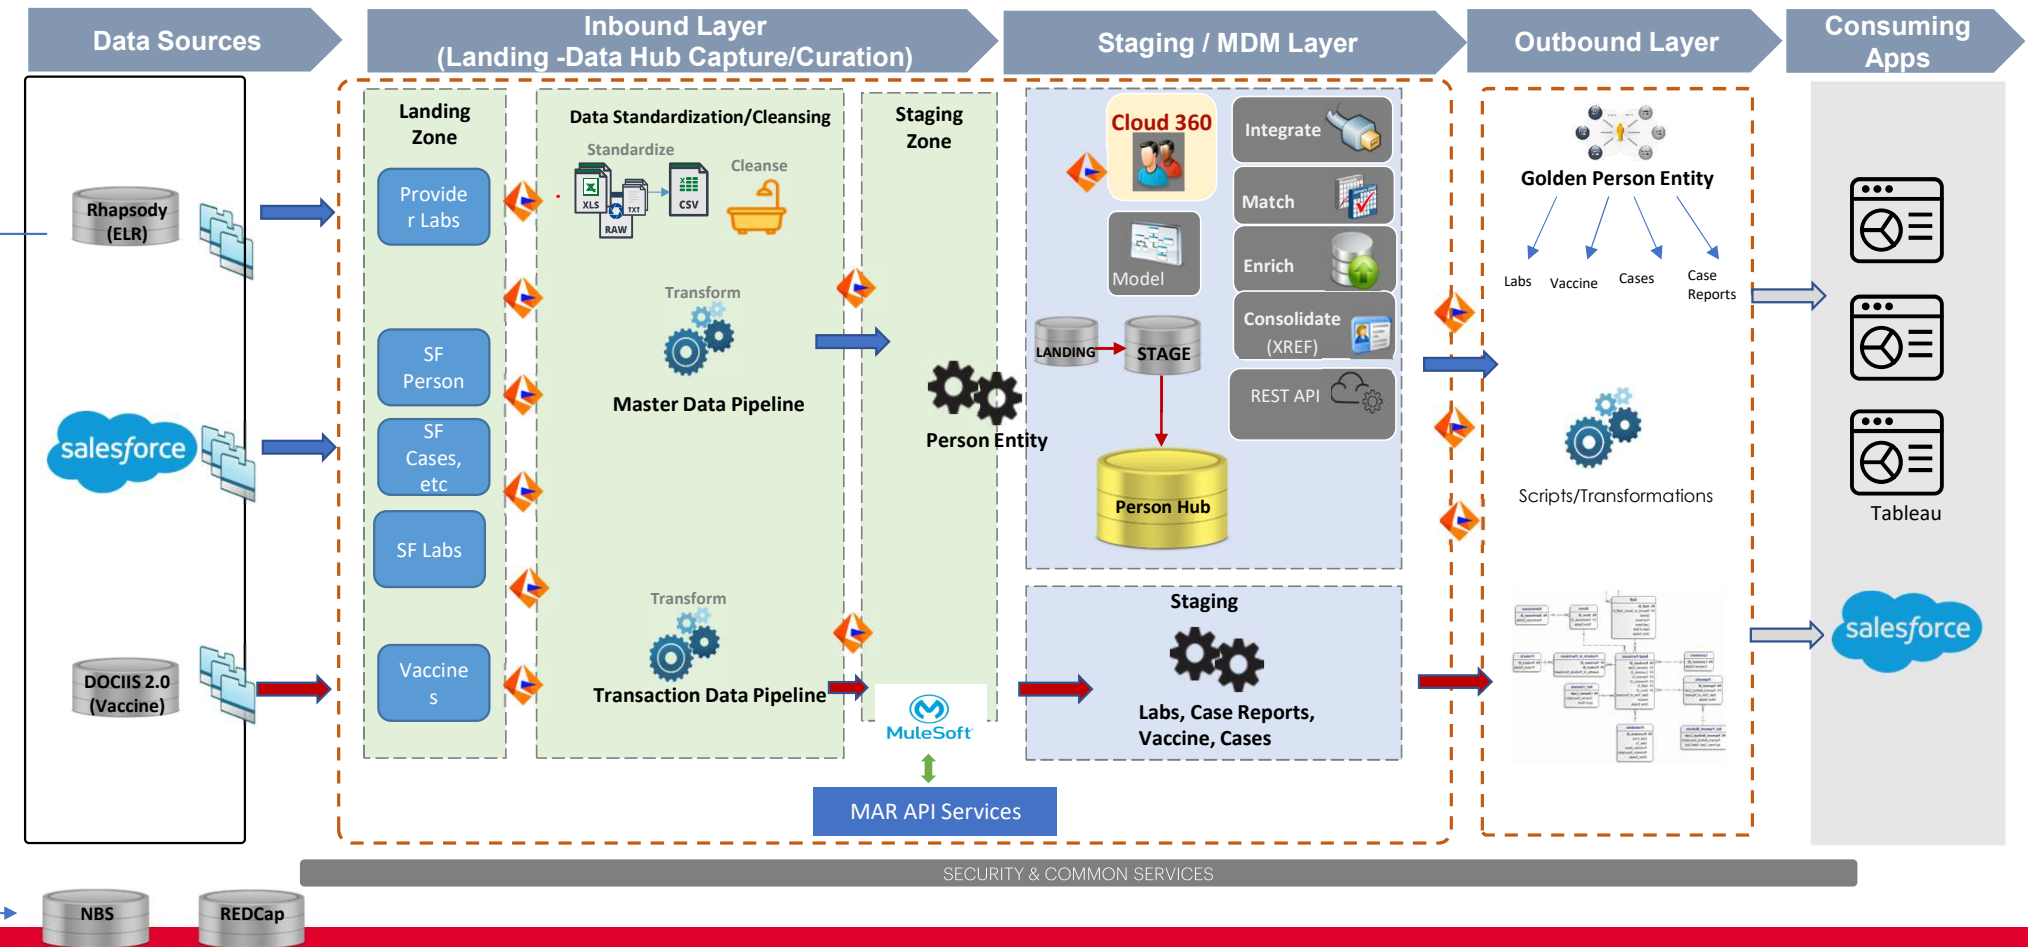 Data Sources
Inbound Layer
(Landing -Data Hub Capture/Curation)
Staging / MDM Layer
Outbound Layer
Consuming
Apps
Rhapsody
(ELR)
salesforce
DOCIIS 2.0
(Vaccine)
Landing
Zone
Provide
r Labs
SF
Person
SF
Cases,
etc
SF Labs
Vaccine
s
Data Standardization/Cleansing
Standardize
Cleanse
XLS
TXT
RAW
CSV
Transform
Master Data Pipeline
Transform
Transaction Data Pipeline
Staging
Zone
Person Entity
MuleSoft
MAR API Services
Cloud 360
Model
LANDING
STAGE
Person Hub
Integrate
Match
Enrich
Consolidate
(XREF)
REST API
Staging
Labs, Case Reports,
Vaccine, Cases
Golden Person Entity
Labs
Vaccine
Cases
Case
Reports
Scripts/Transformations
Tableau
salesforce
SECURITY & COMMON SERVICES
NBS
REDCap